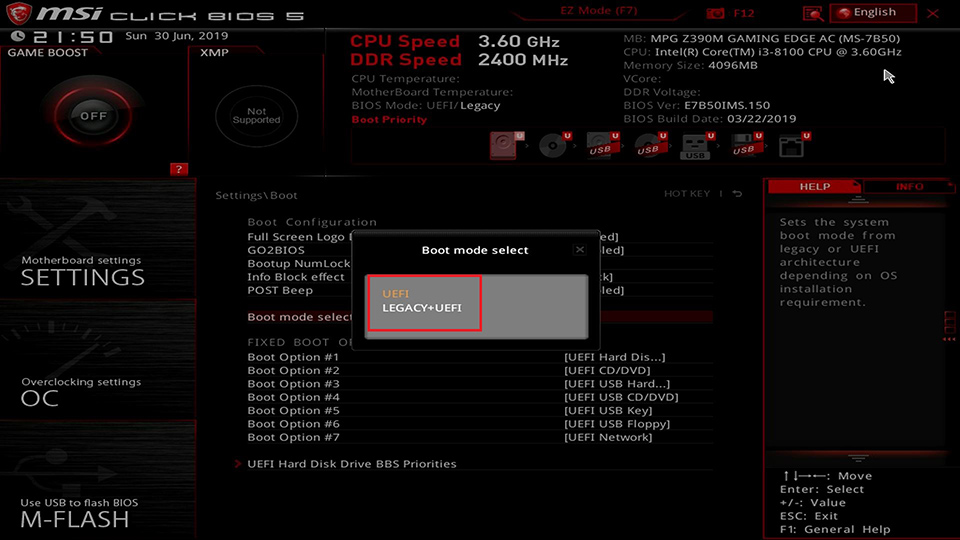 msi CLICK BIOS 5
EZ Mode (F7)
F12
English
21:50 Sun 30 Jun, 2019
GAME BOOST
XMP
OFF
Not
Supported
CPU Speed 3.60 GHz
DDR Speed 2400 MHz
CPU Temperature:
MotherBoard Temperature:
BIOS Mode: UEFI/Legacy
Boot Priority
MB: MPG Z390M GAMING EDGE AC (MS-7B50)
CPU: Intel(R) Core(TM) i3-8100 CPU @ 3.60GHz
Memory Size: 4096MB
VCore:
DDR Voltage:
BIOS Ver: E7B50IMS.150
BIOS Build Date: 03/22/2019
U U U U U U U
USB USB USB USB
?
Motherboard settings
SETTINGS
Overclocking settings
OC
Use USB to flash BIOS
M-FLASH
Settings\Boot
HOT KEY
Boot Configuration
Full Screen Logo
GO2BIOS
Bootup NumLock
Info Block effect
POST Beep
Boot mode select
FIXED BOOT
Boot mode select
UEFI
LEGACY+UEFI
Boot Option #1 [UEFI Hard Dis...]
Boot Option #2 [UEFI CD/DVD]
Boot Option #3 [UEFI USB Hard...]
Boot Option #4 [UEFI USB CD/DVD]
Boot Option #5 [UEFI USB Key]
Boot Option #6 [UEFI USB Floppy]
Boot Option #7 [UEFI Network]
UEFI Hard Disk Drive BBS Priorities
HELP
INFO
Sets the system
boot mode from
legacy or UEFI
architecture
depending on OS
installation
requirement.
↑↓→←: Move
Enter: Select
+/-: Value
ESC: Exit
F1: General Help